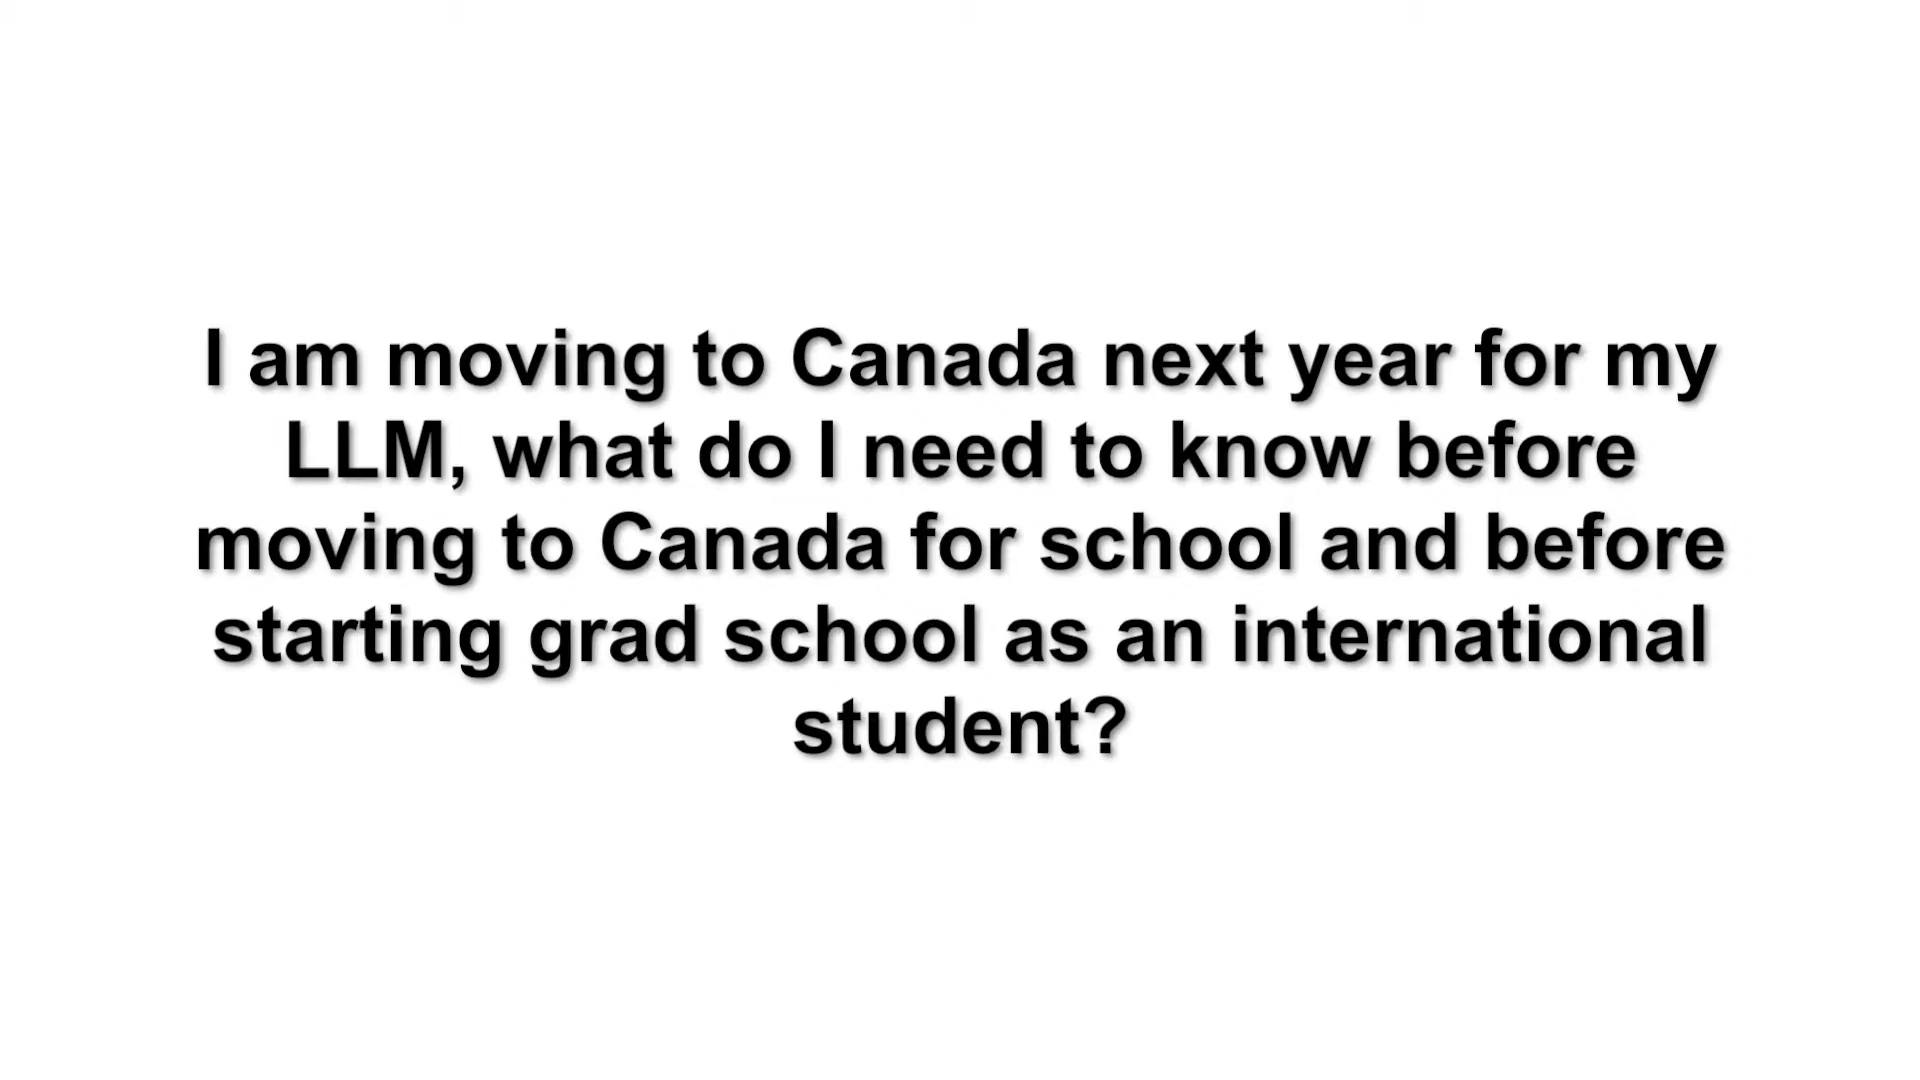 I am moving to Canada next year for my
LLM, what do I need to know before
moving to Canada for school and before
starting grad school as an international
student?